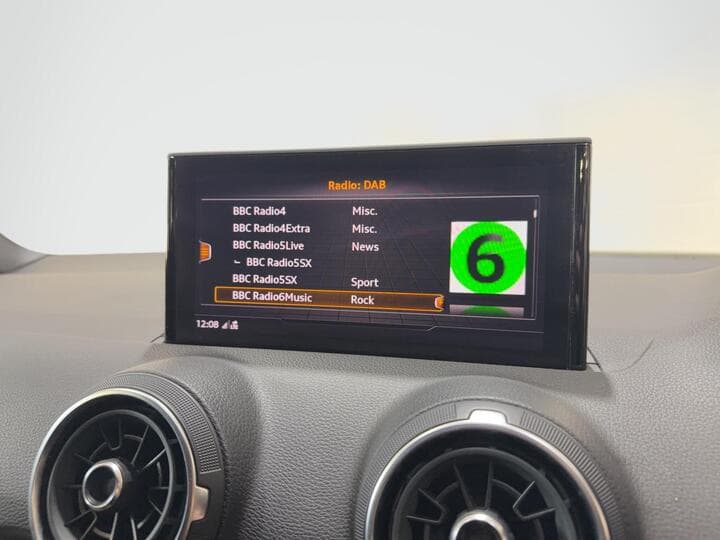 Radio: DAB
BBC Radio4 Misc.
BBC Radio4Extra Misc.
BBC Radio5Live News
BBC Radio5SX
BBC Radio5SX Sport
BBC Radio6Music Rock
6
12:08